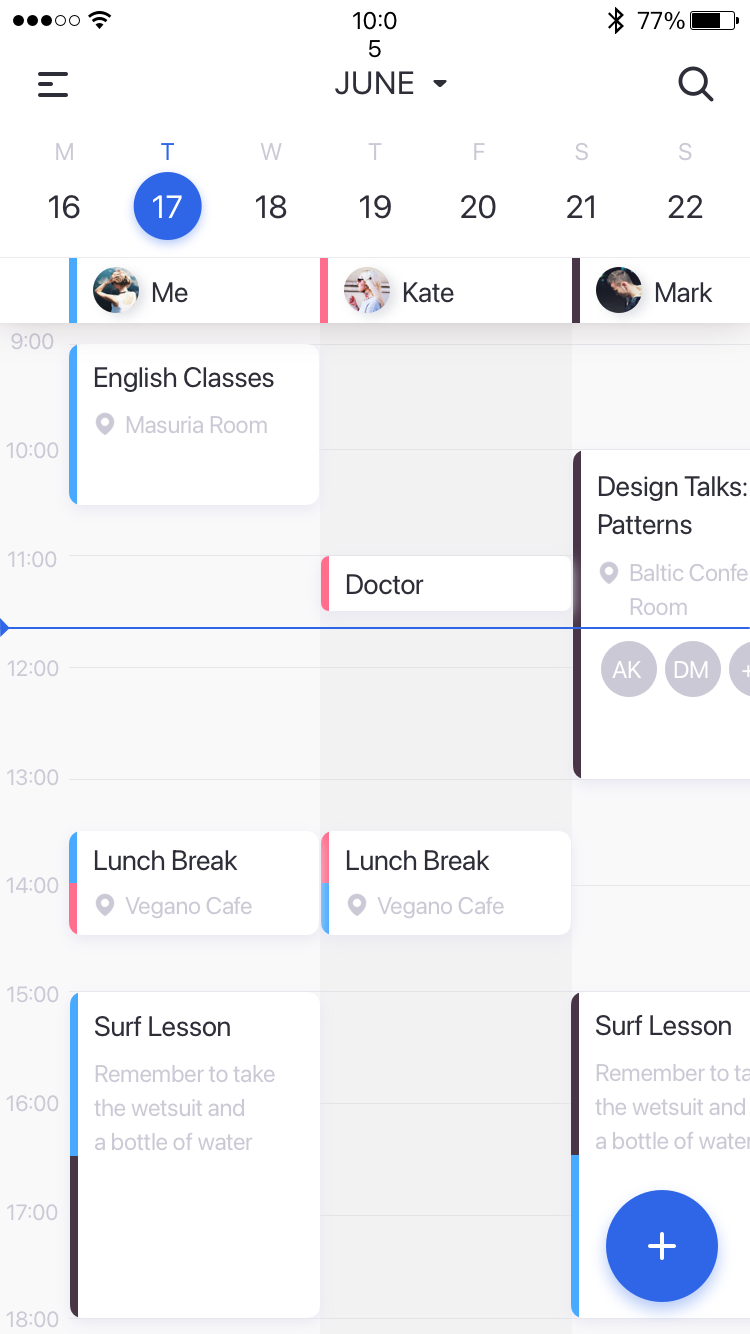 10:0
5
77%
JUNE
M T W T F S S
16 17 18 19 20 21 22
Me
Kate
Mark
9:00
English Classes
Masuria Room
10:00
Design Talks:
Patterns
Baltic Confe
Room
AK DM +
11:00
Doctor
12:00
13:00
Lunch Break
Vegano Cafe
Lunch Break
Vegano Cafe
14:00
15:00
Surf Lesson
Remember to take
the wetsuit and
a bottle of water
Surf Lesson
Remember to ta
the wetsuit and
a bottle of water
16:00
17:00
+
18:00